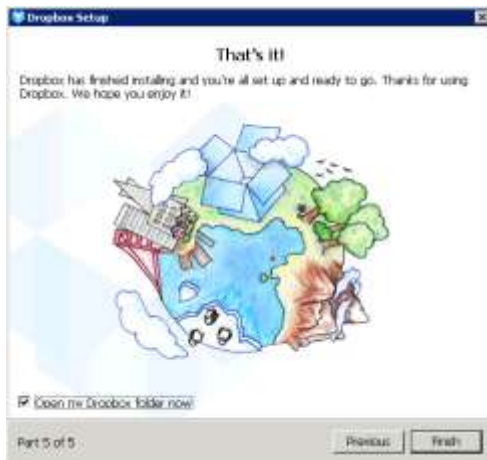 Dropbox Setup
That's it!
Dropbox has finished installing and you're all set up and ready to go. Thanks for using
Dropbox. We hope you enjoy it!
Open my Dropbox folder now
Part 5 of 5
Previous
Finish